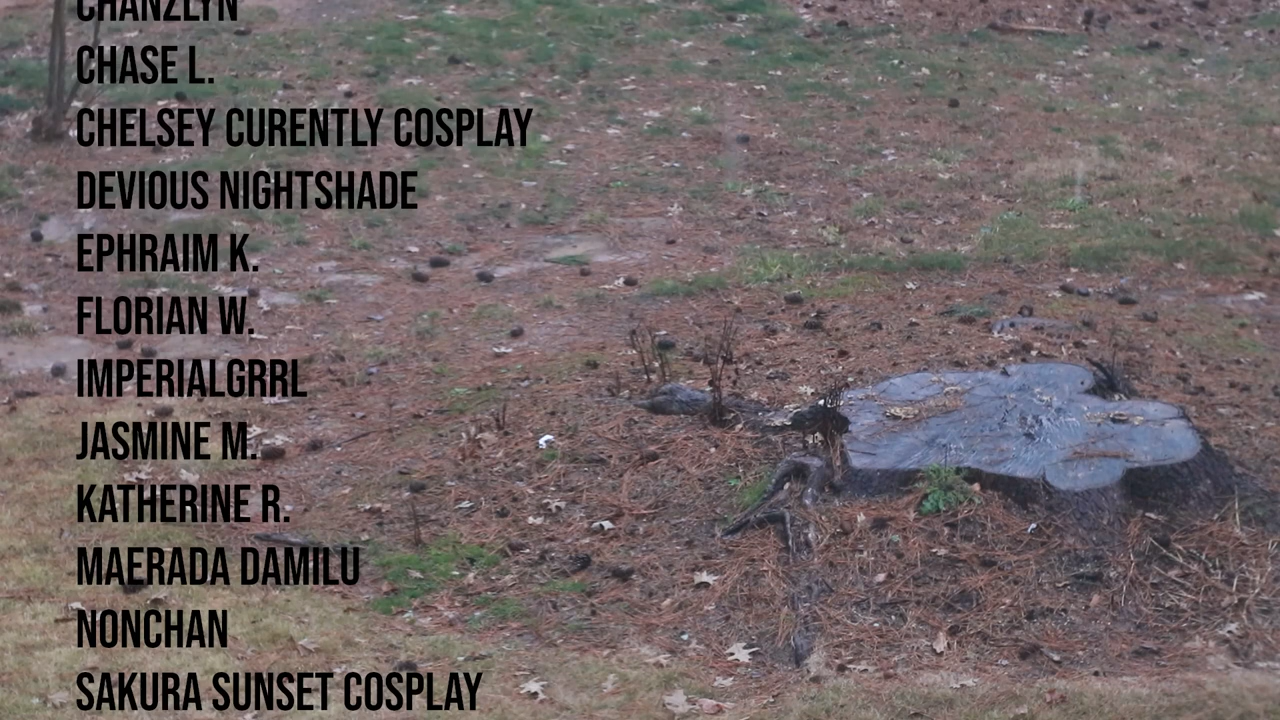 CHANZLYN
CHASE L.
CHELSEY CURENTLY COSPLAY
DEVIOUS NIGHTSHADE
EPHRAIM K.
FLORIAN W.
IMPERIALGRRL
JASMINE M.
KATHERINE R.
MAERADA DAMILU
NONCHAN
SAKURA SUNSET COSPLAY